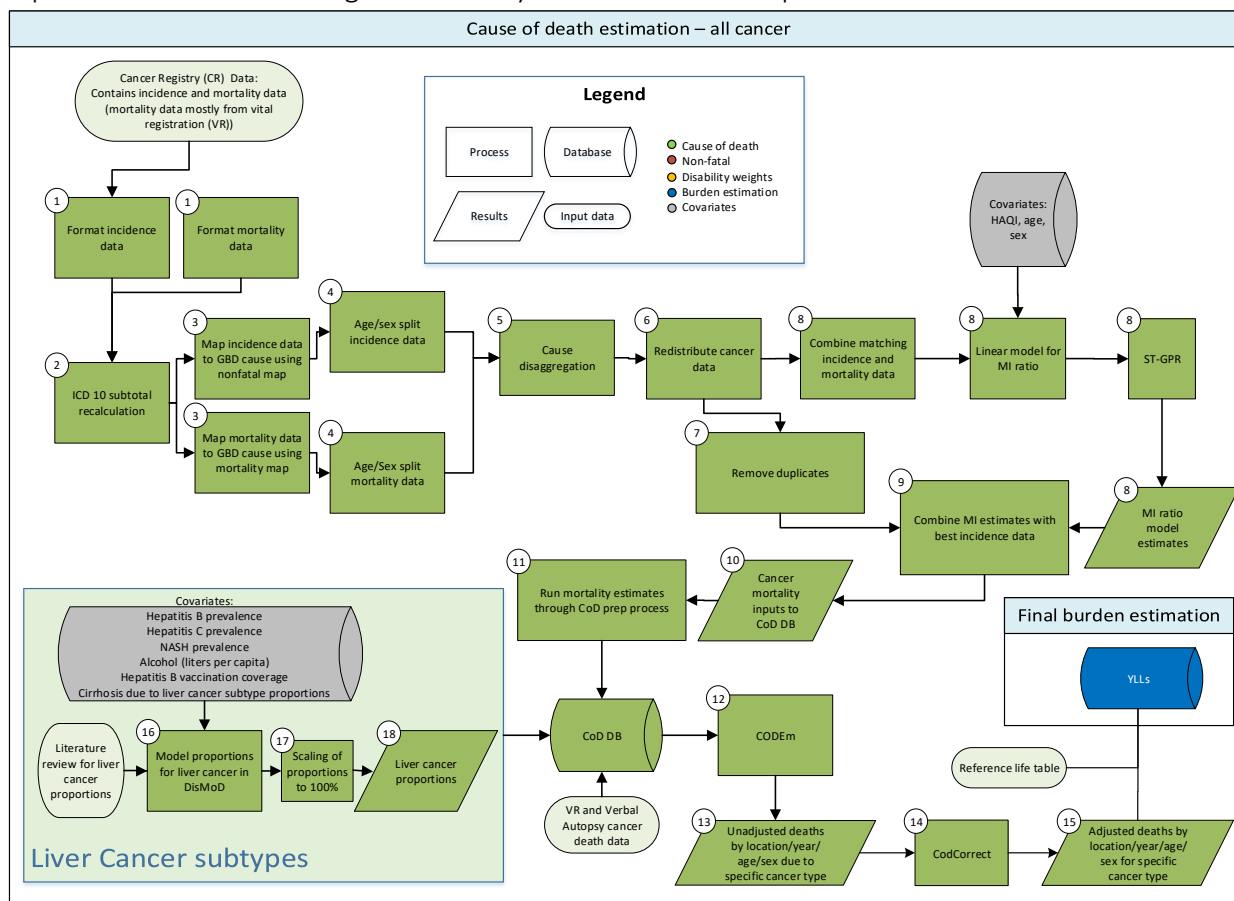 Cause of death estimation – all cancer
Cancer Registry (CR) Data:
Contains incidence and mortality data
(mortality data mostly from vital
registration (VR))
Legend
Process
Database
Results
Input data
Cause of death
Non-fatal
Disability weights
Burden estimation
Covariates
Covariates:
HAQI, age,
sex
1
Format incidence
data
1
Format mortality
data
2
ICD 10 subtotal
recalculation
3
Map incidence data
to GBD cause using
nonfatal map
3
Map mortality data
to GBD cause using
mortality map
4
Age/sex split
incidence data
4
Age/Sex split
mortality data
5
Cause
disaggregation
6
Redistribute cancer
data
8
Combine matching
incidence and
mortality data
8
Linear model for
MI ratio
8
ST-GPR
7
Remove duplicates
9
Combine MI estimates with
best incidence data
8
MI ratio
model
estimates
11
Run mortality estimates
through CoD prep process
10
Cancer
mortality
inputs to
CoD DB
Covariates:
Hepatitis B prevalence
Hepatitis C prevalence
NASH prevalence
Alcohol (liters per capita)
Hepatitis B vaccination coverage
Cirrhosis due to liver cancer subtype proportions
Literature
review for liver
cancer
proportions
16
Model proportions
for liver cancer in
DisMoD
17
Scaling of
proportions
to 100%
18
Liver cancer
proportions
Liver Cancer subtypes
CoD DB
VR and Verbal
Autopsy cancer
death data
12
CODEm
13
Unadjusted deaths
by location/year/
age/sex due to
specific cancer type
14
CodCorrect
15
Adjusted deaths by
location/year/age/
sex for specific
cancer type
Final burden estimation
YLLs
Reference life table